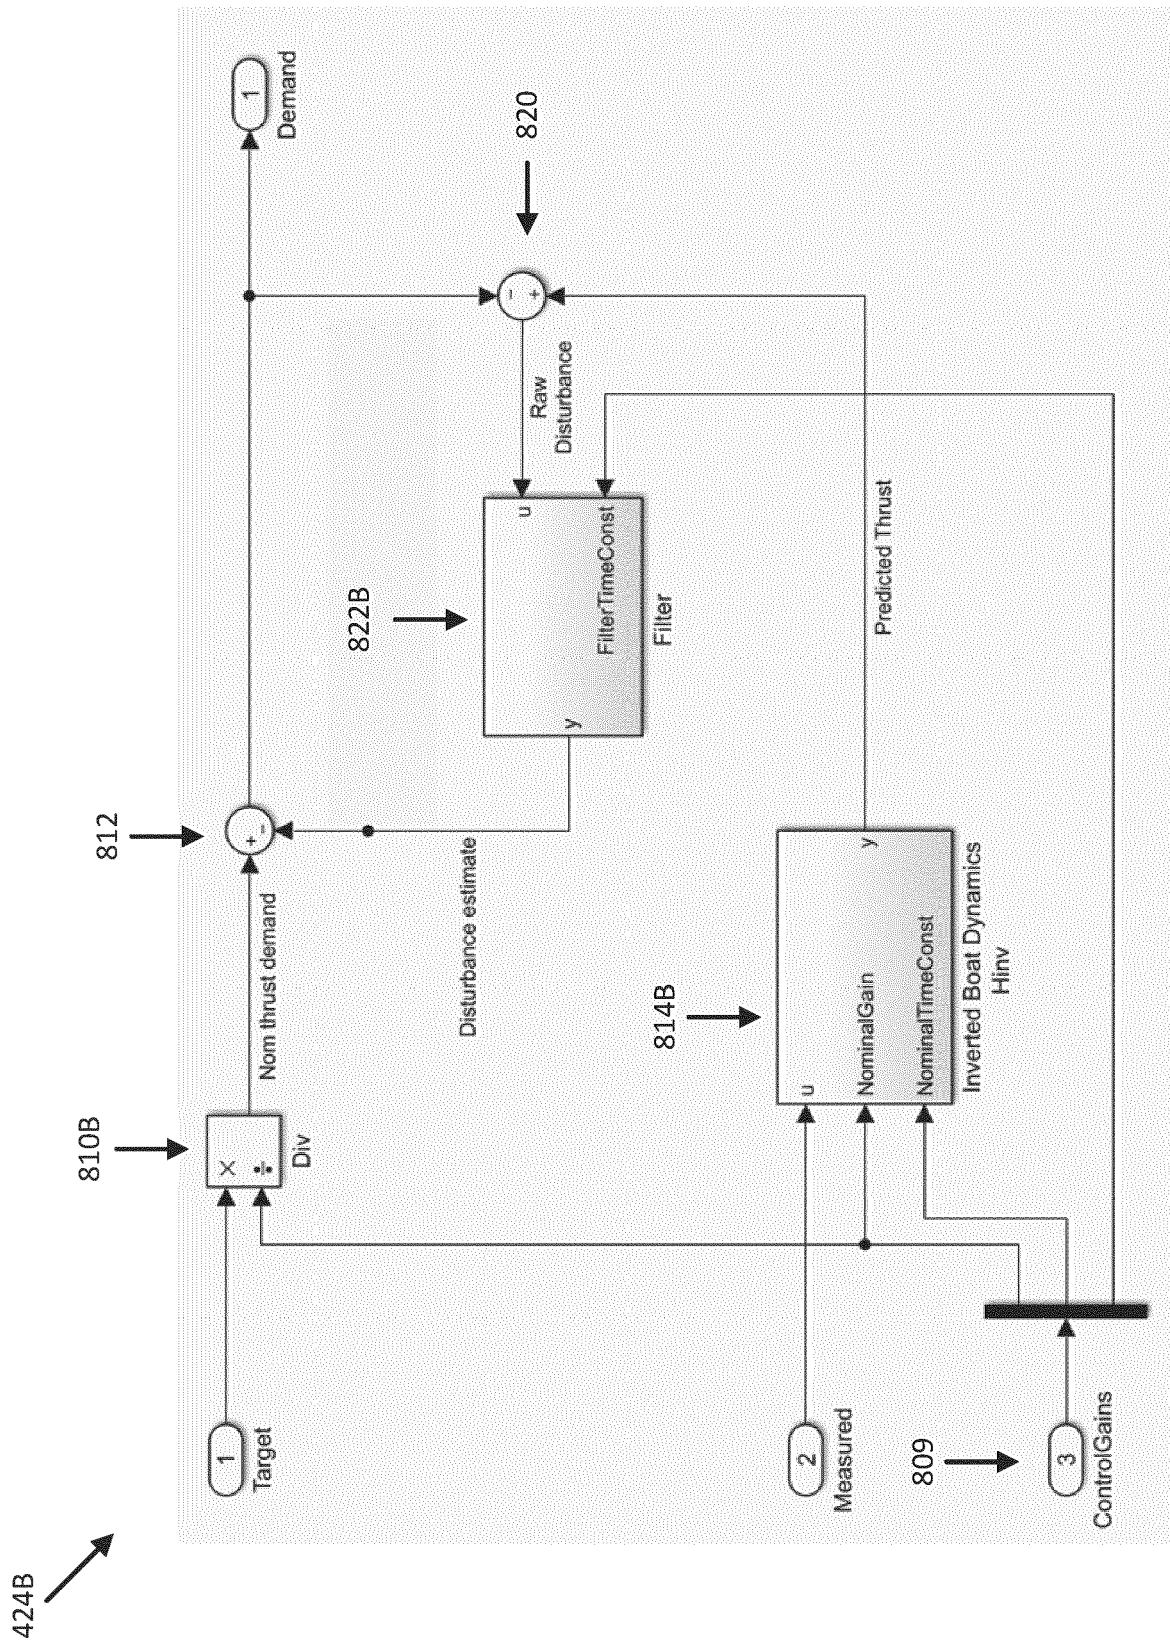 424B
1
Target
810B
×
÷
Div
Nom thrust demand
812
+
−
1
Demand
Disturbance estimate
822B
y
u
FilterTimeConst
Filter
Raw
Disturbance
−
+
820
2
Measured
814B
u
NominalGain
NominalTimeConst
y
Inverted Boat Dynamics
Hinv
Predicted Thrust
809
3
ControlGains